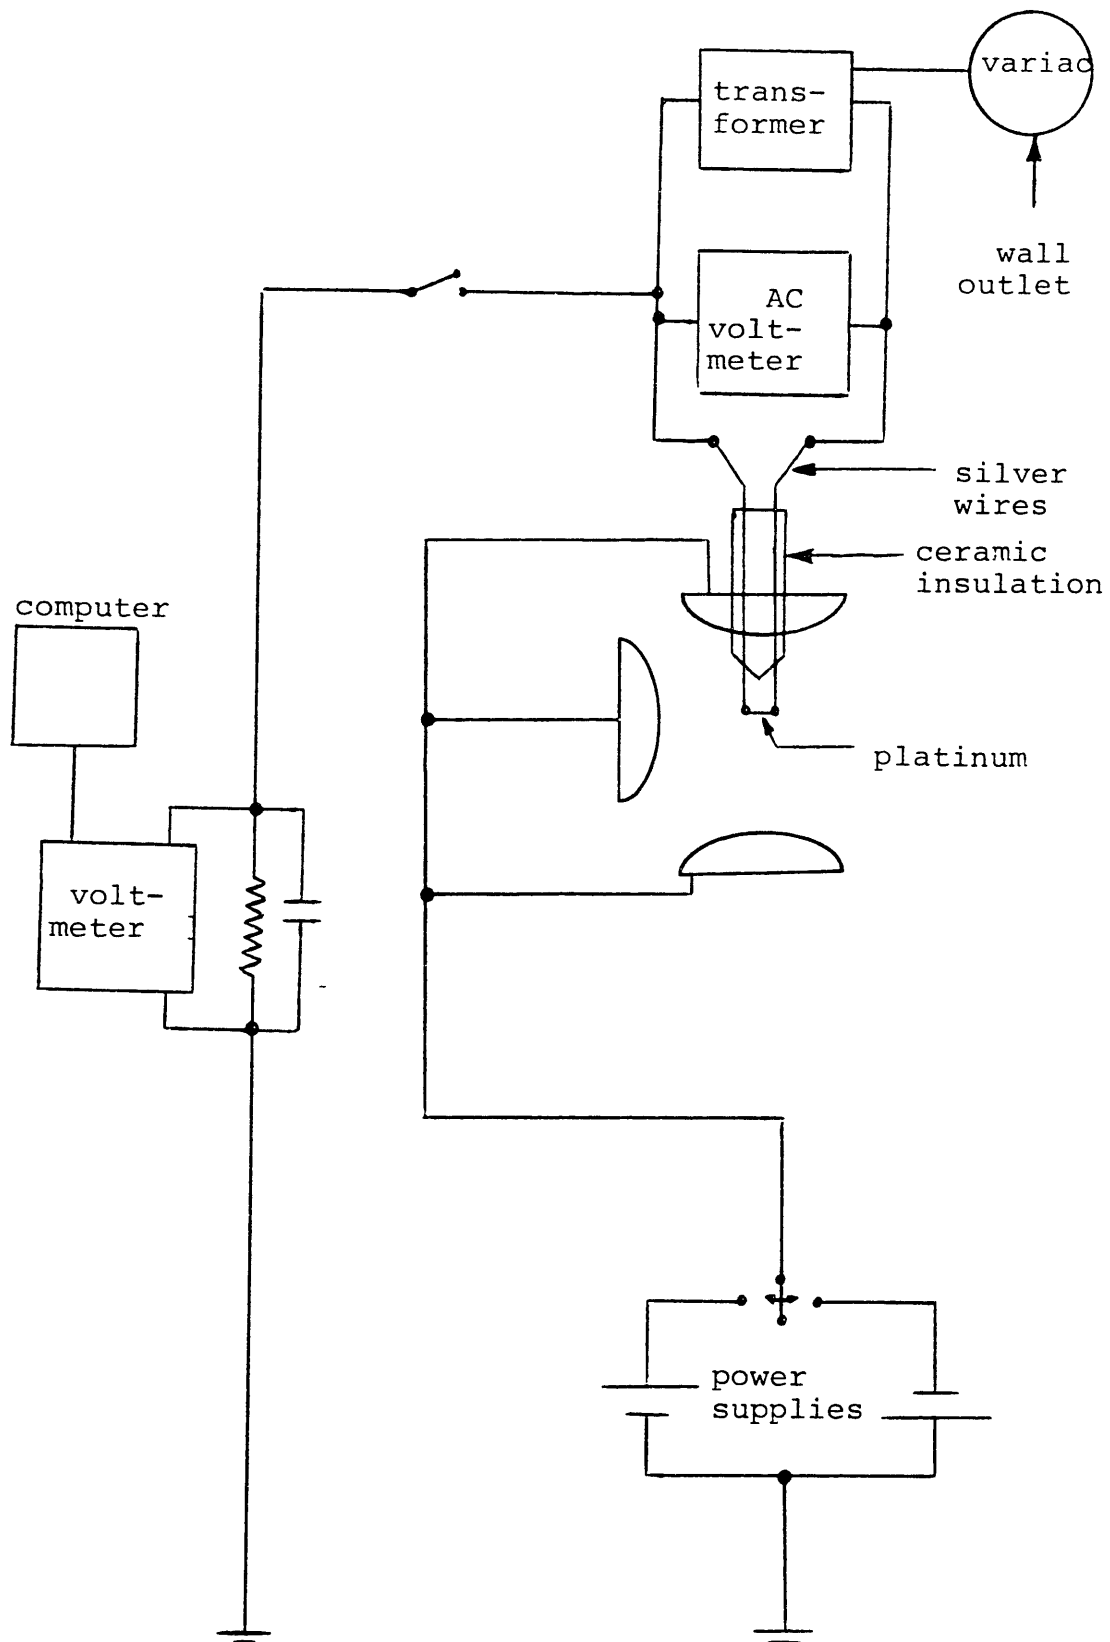 variac
trans-
former
wall
outlet
AC
volt-
meter
silver
wires
ceramic
insulation
computer
platinum
volt-
meter
power
supplies